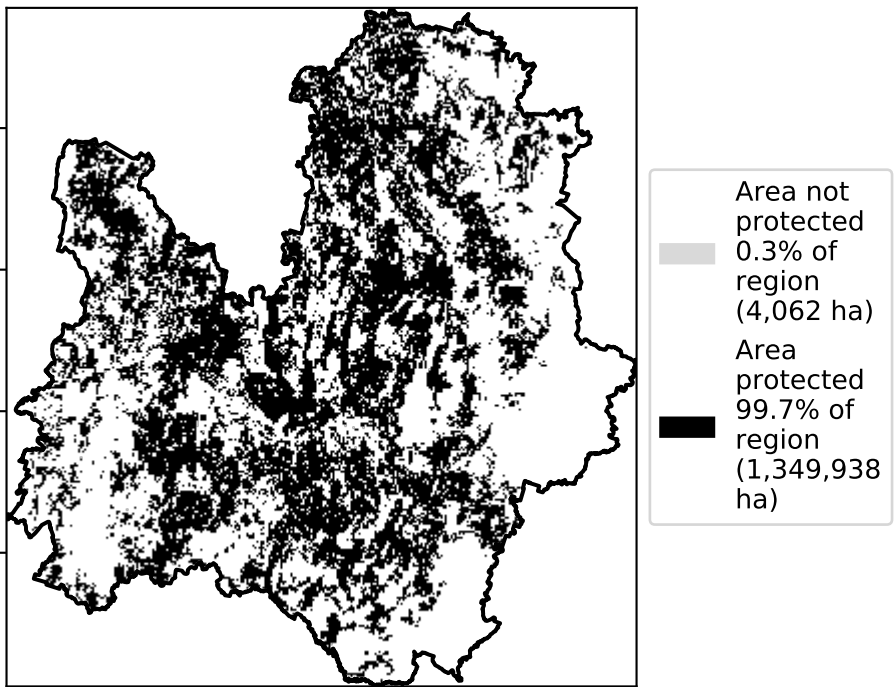 Area not
protected
0.3% of
region
(4,062 ha)
Area
protected
99.7% of
region
(1,349,938
ha)